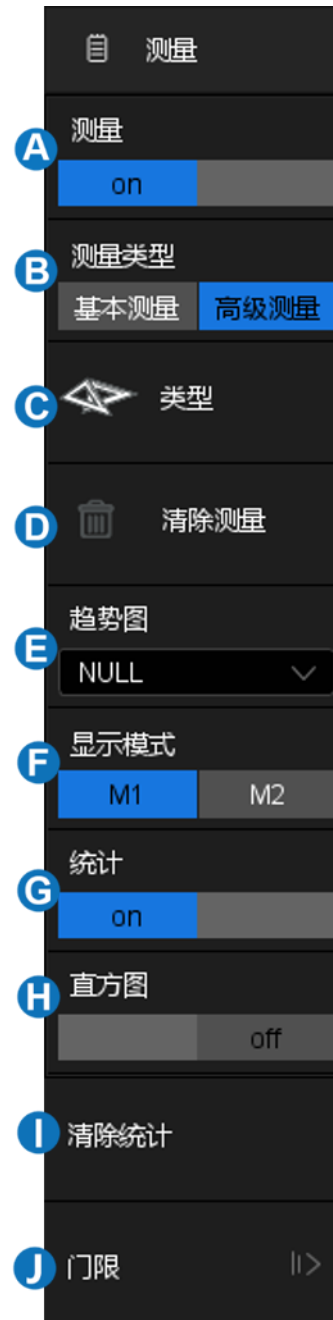 测量
A
测量
on
B
测量类型
基本测量 高级测量
C
类型
D
清除测量
E
趋势图
NULL
F
显示模式
M1 M2
G
统计
on
H
直方图
off
I
清除统计
J
门限